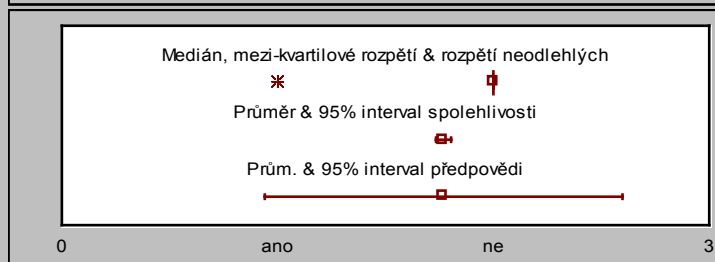 Medián, mezi-kvartilové rozpětí & rozpětí neodlehlých
Průměr & 95% interval spolehlivosti
Prům. & 95% interval předpovědi
0 ano ne 3